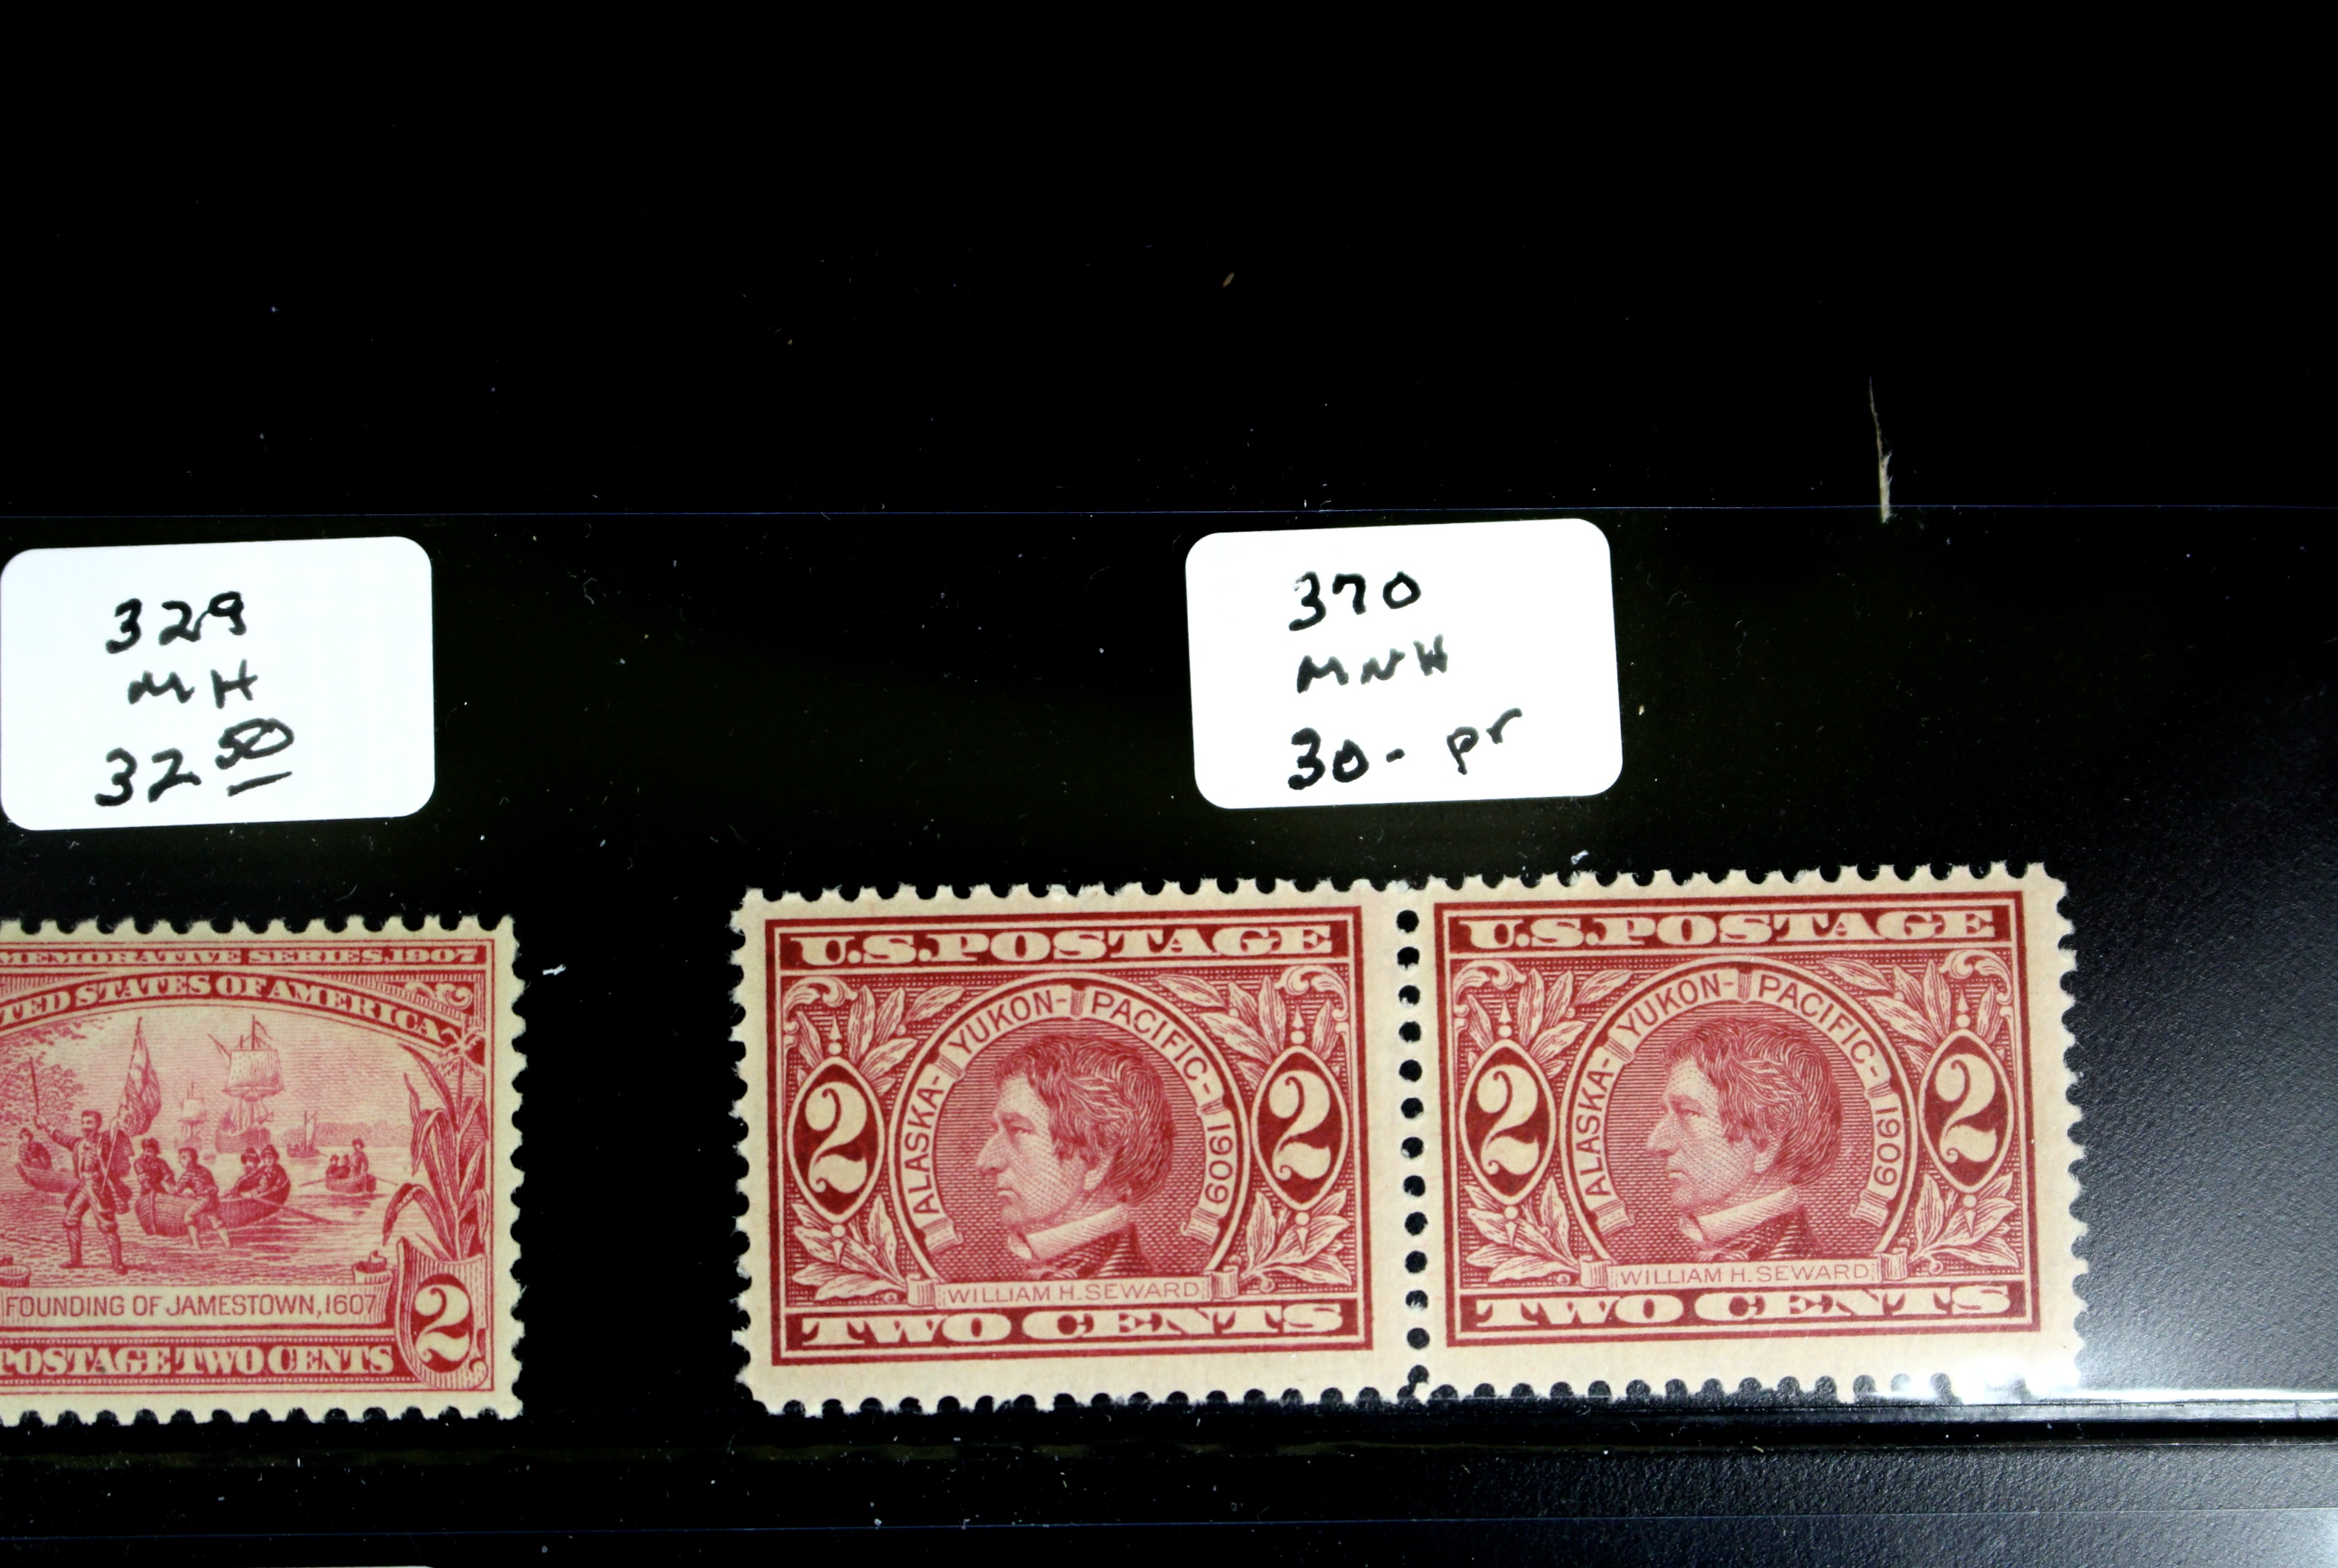 329
MH
32 50
370
MNH
30- pr
MEMORATIVE SERIES, 1907
TED STATES OF AMERICA
FOUNDING OF JAMESTOWN, 1607
POSTAGE TWO CENTS 2
U.S. POSTAGE
ALASKA-YUKON-PACIFIC-1909
2 2
WILLIAM H. SEWARD
TWO CENTS
U.S. POSTAGE
ALASKA-YUKON-PACIFIC-1909
2 2
WILLIAM H. SEWARD
TWO CENTS